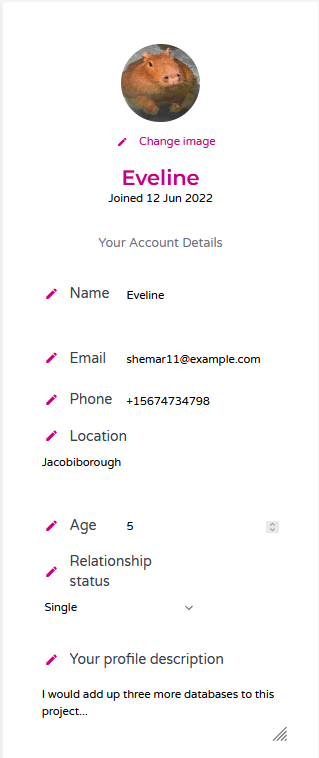 Change image
Eveline
Joined 12 Jun 2022
Your Account Details
Name Eveline
Email shemar11@example.com
Phone +15674734798
Location
Jacobiborough
Age 5
Relationship
status
Single
Your profile description
I would add up three more databases to this
project...